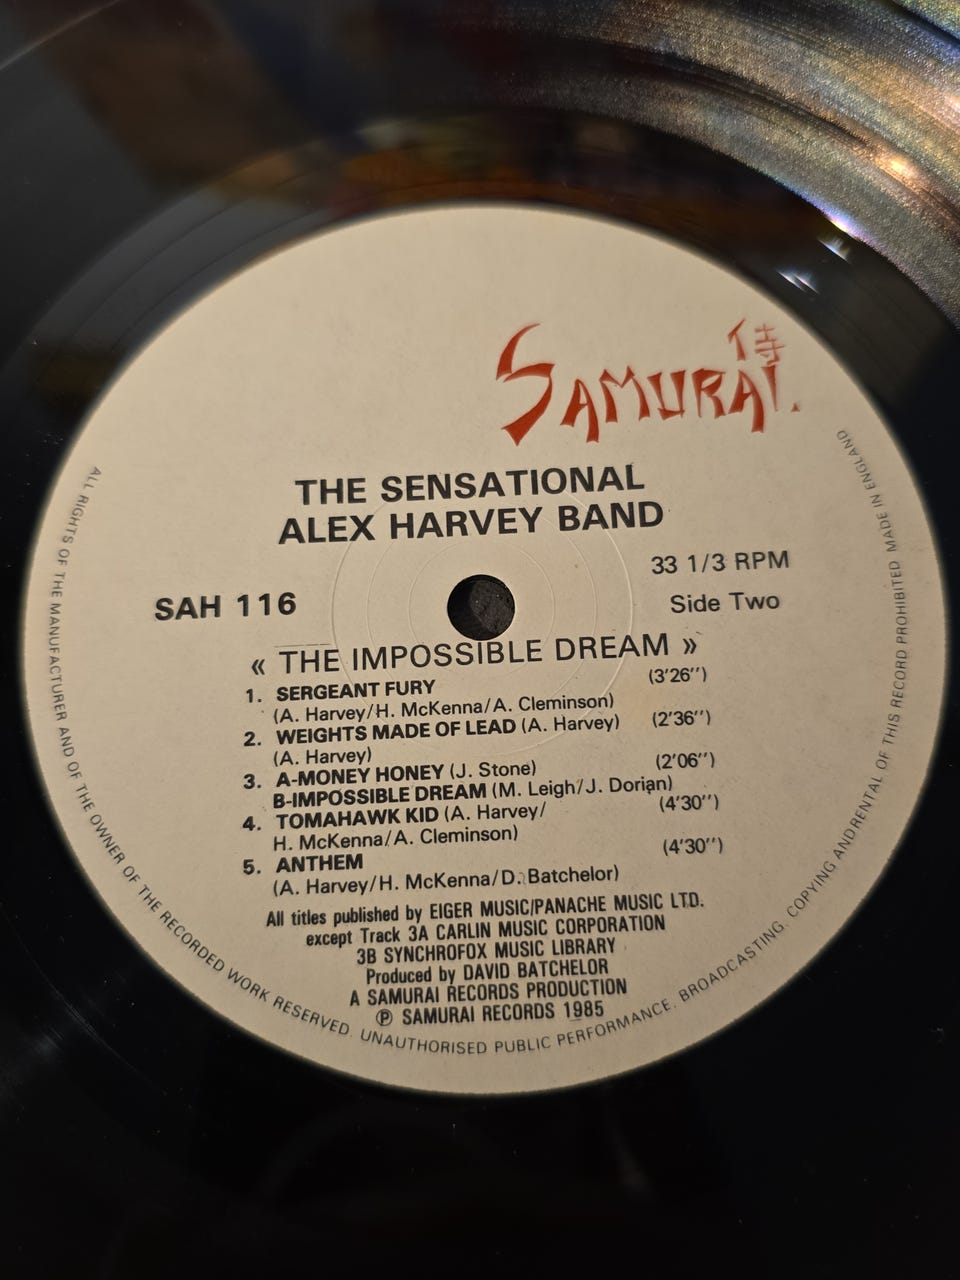 侍
SAMURAI.
THE SENSATIONAL
ALEX HARVEY BAND
33 1/3 RPM
SAH 116
Side Two
« THE IMPOSSIBLE DREAM »
1. SERGEANT FURY (3'26'')
(A. Harvey/H. McKenna/A. Cleminson)
2. WEIGHTS MADE OF LEAD (A. Harvey) (2'36'')
(A. Harvey)
3. A-MONEY HONEY (J. Stone) (2'06'')
B-IMPOSSIBLE DREAM (M. Leigh/J. Dorian)
4. TOMAHAWK KID (A. Harvey/ (4'30'')
H. McKenna/A. Cleminson)
5. ANTHEM (4'30'')
(A. Harvey/H. McKenna/D. Batchelor)
All titles published by EIGER MUSIC/PANACHE MUSIC LTD.
except Track 3A CARLIN MUSIC CORPORATION
3B SYNCHROFOX MUSIC LIBRARY
Produced by DAVID BATCHELOR
A SAMURAI RECORDS PRODUCTION
Ⓟ SAMURAI RECORDS 1985
ALL RIGHTS OF THE MANUFACTURER AND OF THE OWNER OF THE RECORDED WORK RESERVED. UNAUTHORISED PUBLIC PERFORMANCE, BROADCASTING, COPYING ANDRENTAL OF THIS RECORD PROHIBITED MADE IN ENGLAND